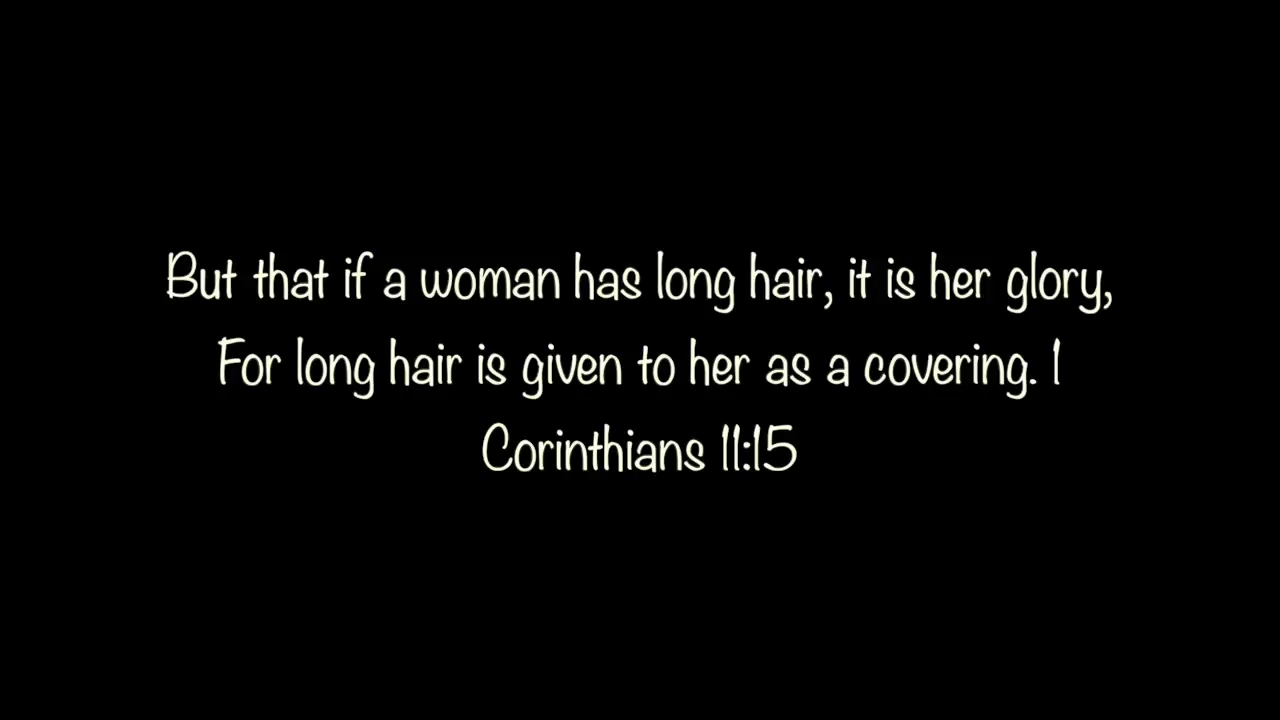 But that if a woman has long hair, it is her glory,
For long hair is given to her as a covering. 1
Corinthians 11:15